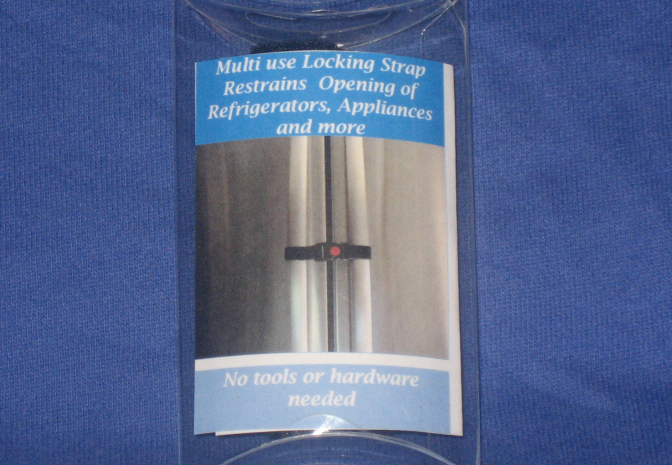 Multi use Locking Strap
Restrains Opening of
Refrigerators, Appliances
and more
No tools or hardware
needed